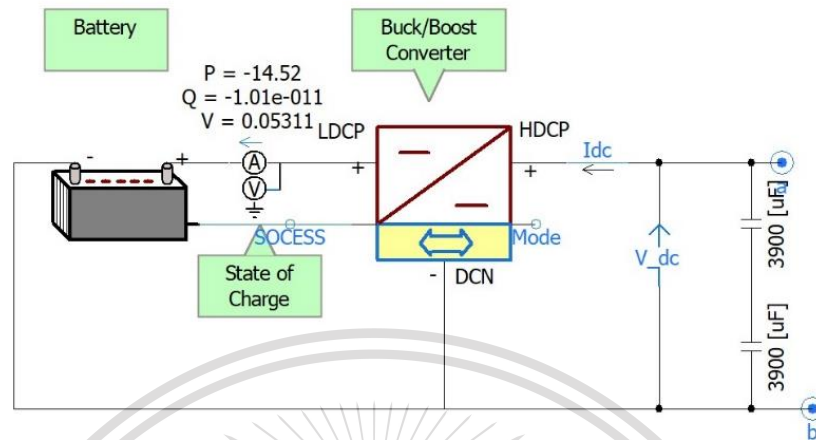 Battery
Buck/Boost
Converter
P = -14.52
Q = -1.01e-011
V = 0.05311
LDCP
HDCP
- +
A
V
+
+
Idc
a
SOCESS
Mode
State of
Charge
- DCN
V_dc
3900 [uF]
3900 [uF]
b